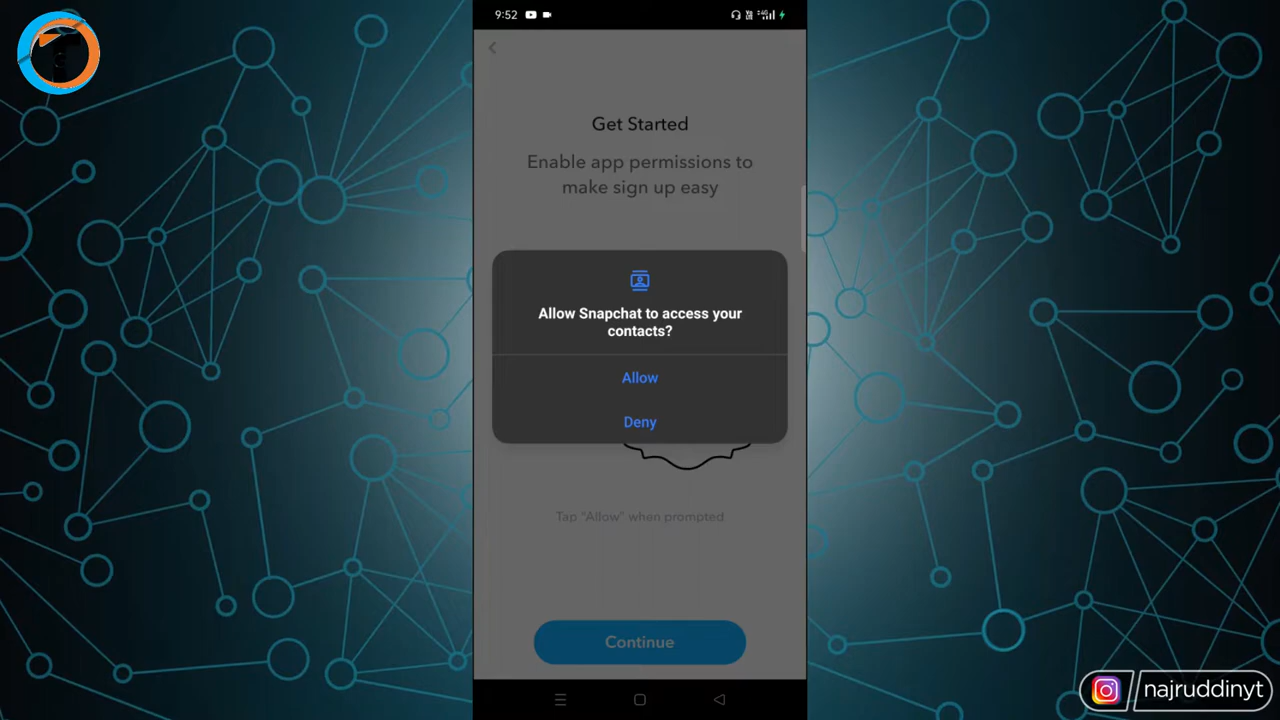 9:52
Get Started
Enable app permissions to
make sign up easy
Allow Snapchat to access your
contacts?
Allow
Deny
Tap "Allow" when prompted
Continue
najruddinyt